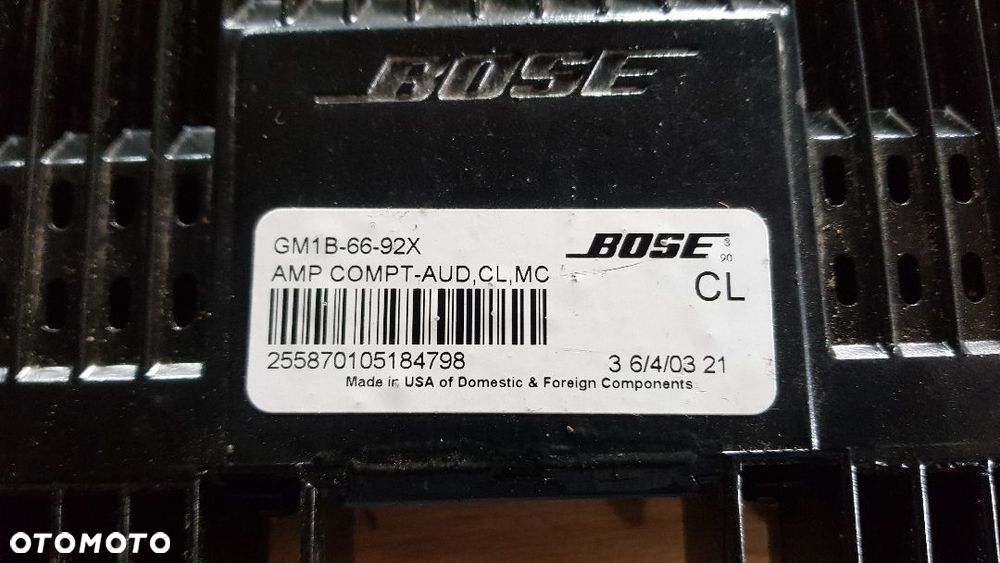 BOSE
GM1B-66-92X
BOSE ® 90
AMP COMPT-AUD,CL,MC
CL
255870105184798
3 6/4/03 21
Made in USA of Domestic & Foreign Components
OTOMOTO